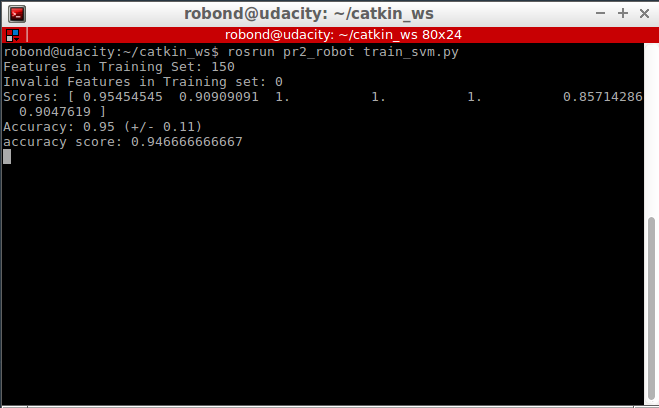 robond@udacity: ~/catkin_ws
robond@udacity: ~/catkin_ws 80x24
robond@udacity:~/catkin_ws$ rosrun pr2_robot train_svm.py
Features in Training Set: 150
Invalid Features in Training set: 0
Scores: [ 0.95454545  0.90909091  1.          1.          1.          0.85714286
  0.9047619 ]
Accuracy: 0.95 (+/- 0.11)
accuracy score: 0.946666666667